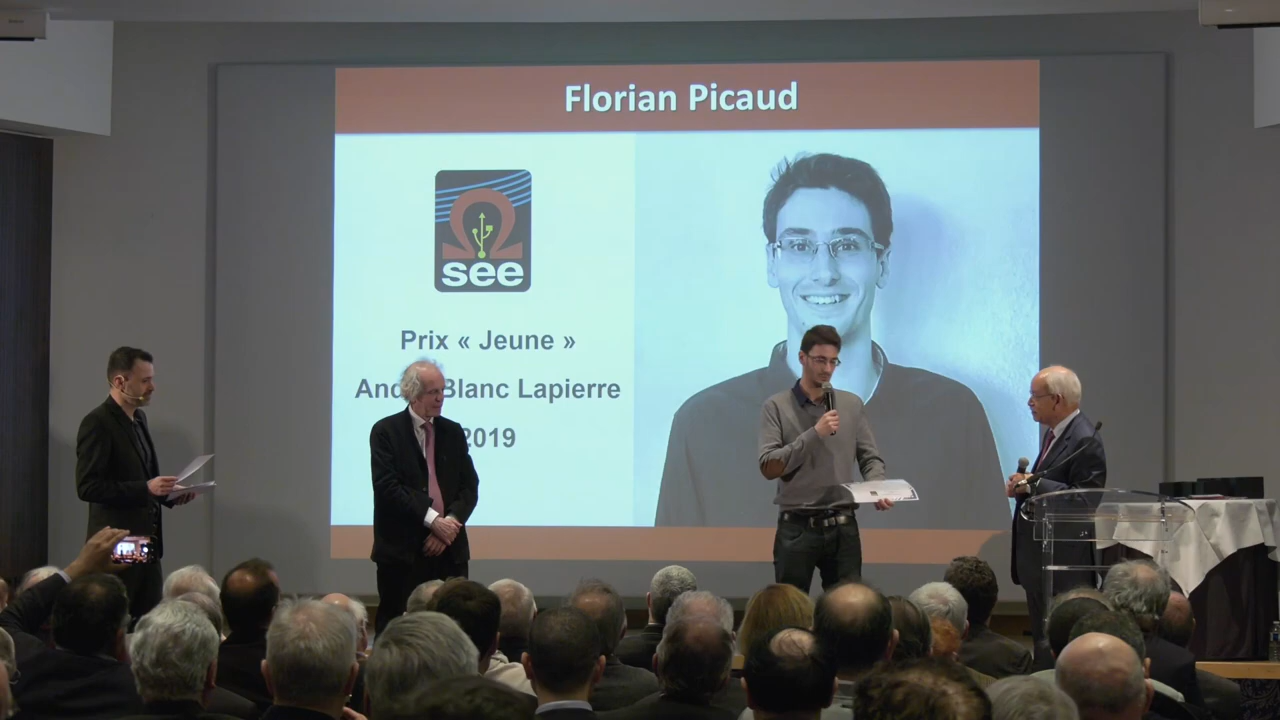 Florian Picaud
see
Prix « Jeune »
Blanc Lapierre
2019